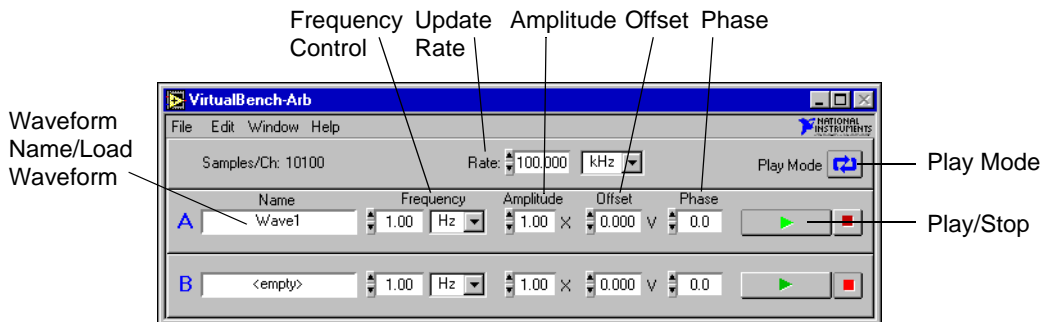 Frequency Control
Update Rate
Amplitude
Offset
Phase
VirtualBench-Arb
File Edit Window Help
NATIONAL INSTRUMENTS
Waveform Name/Load Waveform
Samples/Ch: 10100
Rate: 100.000 kHz
Play Mode
Play Mode
Name Frequency Amplitude Offset Phase
A Wave1 1.00 Hz 1.00 X 0.000 V 0.0
Play/Stop
B <empty> 1.00 Hz 1.00 X 0.000 V 0.0